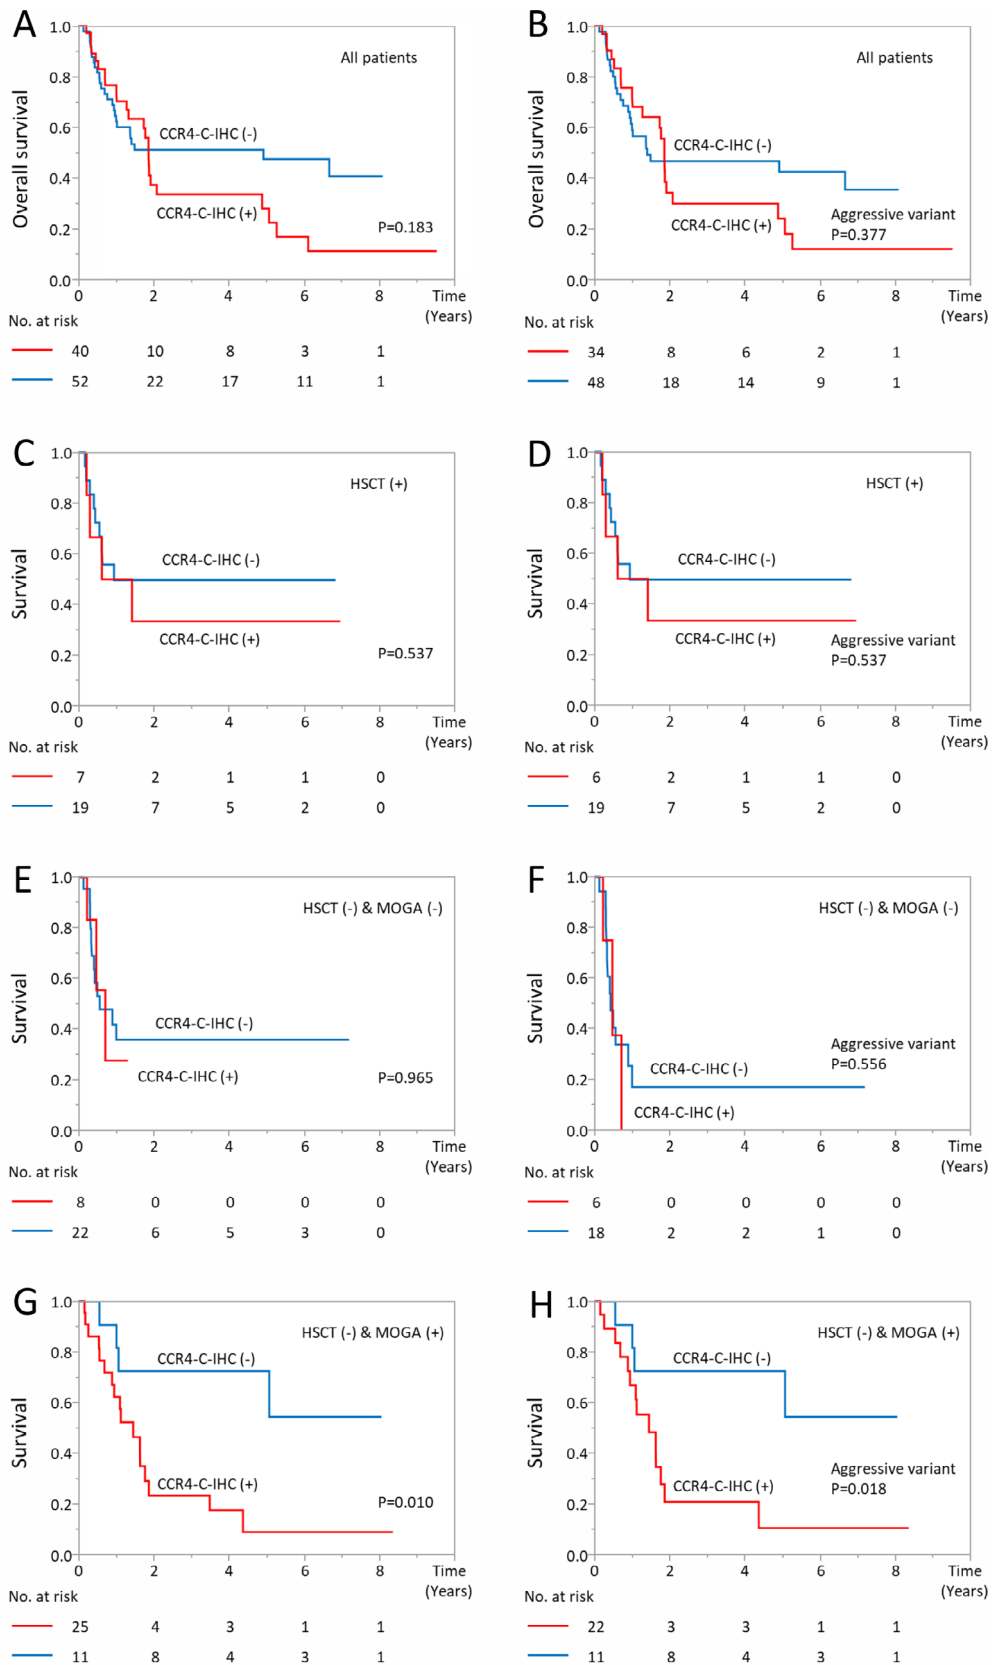 A
Overall survival
1.0
0.8
0.6
0.4
0.2
0.0
All patients
CCR4-C-IHC (-)
CCR4-C-IHC (+)
P=0.183
0 2 4 6 8 Time
(Years)
No. at risk
40 10 8 3 1
52 22 17 11 1
B
Overall survival
1.0
0.8
0.6
0.4
0.2
0.0
All patients
CCR4-C-IHC (-)
CCR4-C-IHC (+)
Aggressive variant
P=0.377
0 2 4 6 8 Time
(Years)
No. at risk
34 8 6 2 1
48 18 14 9 1
C
Survival
1.0
0.8
0.6
0.4
0.2
0.0
HSCT (+)
CCR4-C-IHC (-)
CCR4-C-IHC (+)
P=0.537
0 2 4 6 8 Time
(Years)
No. at risk
7 2 1 1 0
19 7 5 2 0
D
Survival
1.0
0.8
0.6
0.4
0.2
0.0
HSCT (+)
CCR4-C-IHC (-)
CCR4-C-IHC (+)
Aggressive variant
P=0.537
0 2 4 6 8 Time
(Years)
No. at risk
6 2 1 1 0
19 7 5 2 0
E
Survival
1.0
0.8
0.6
0.4
0.2
0.0
HSCT (-) & MOGA (-)
CCR4-C-IHC (-)
CCR4-C-IHC (+)
P=0.965
0 2 4 6 8 Time
(Years)
No. at risk
8 0 0 0 0
22 6 5 3 0
F
Survival
1.0
0.8
0.6
0.4
0.2
0.0
HSCT (-) & MOGA (-)
Aggressive variant
P=0.556
CCR4-C-IHC (-)
CCR4-C-IHC (+)
0 2 4 6 8 Time
(Years)
No. at risk
6 0 0 0 0
18 2 2 1 0
G
Survival
1.0
0.8
0.6
0.4
0.2
0.0
HSCT (-) & MOGA (+)
CCR4-C-IHC (-)
CCR4-C-IHC (+)
P=0.010
0 2 4 6 8 Time
(Years)
No. at risk
25 4 3 1 1
11 8 4 3 1
H
Survival
1.0
0.8
0.6
0.4
0.2
0.0
HSCT (-) & MOGA (+)
CCR4-C-IHC (-)
Aggressive variant
P=0.018
CCR4-C-IHC (+)
0 2 4 6 8 Time
(Years)
No. at risk
22 3 3 1 1
11 8 4 3 1